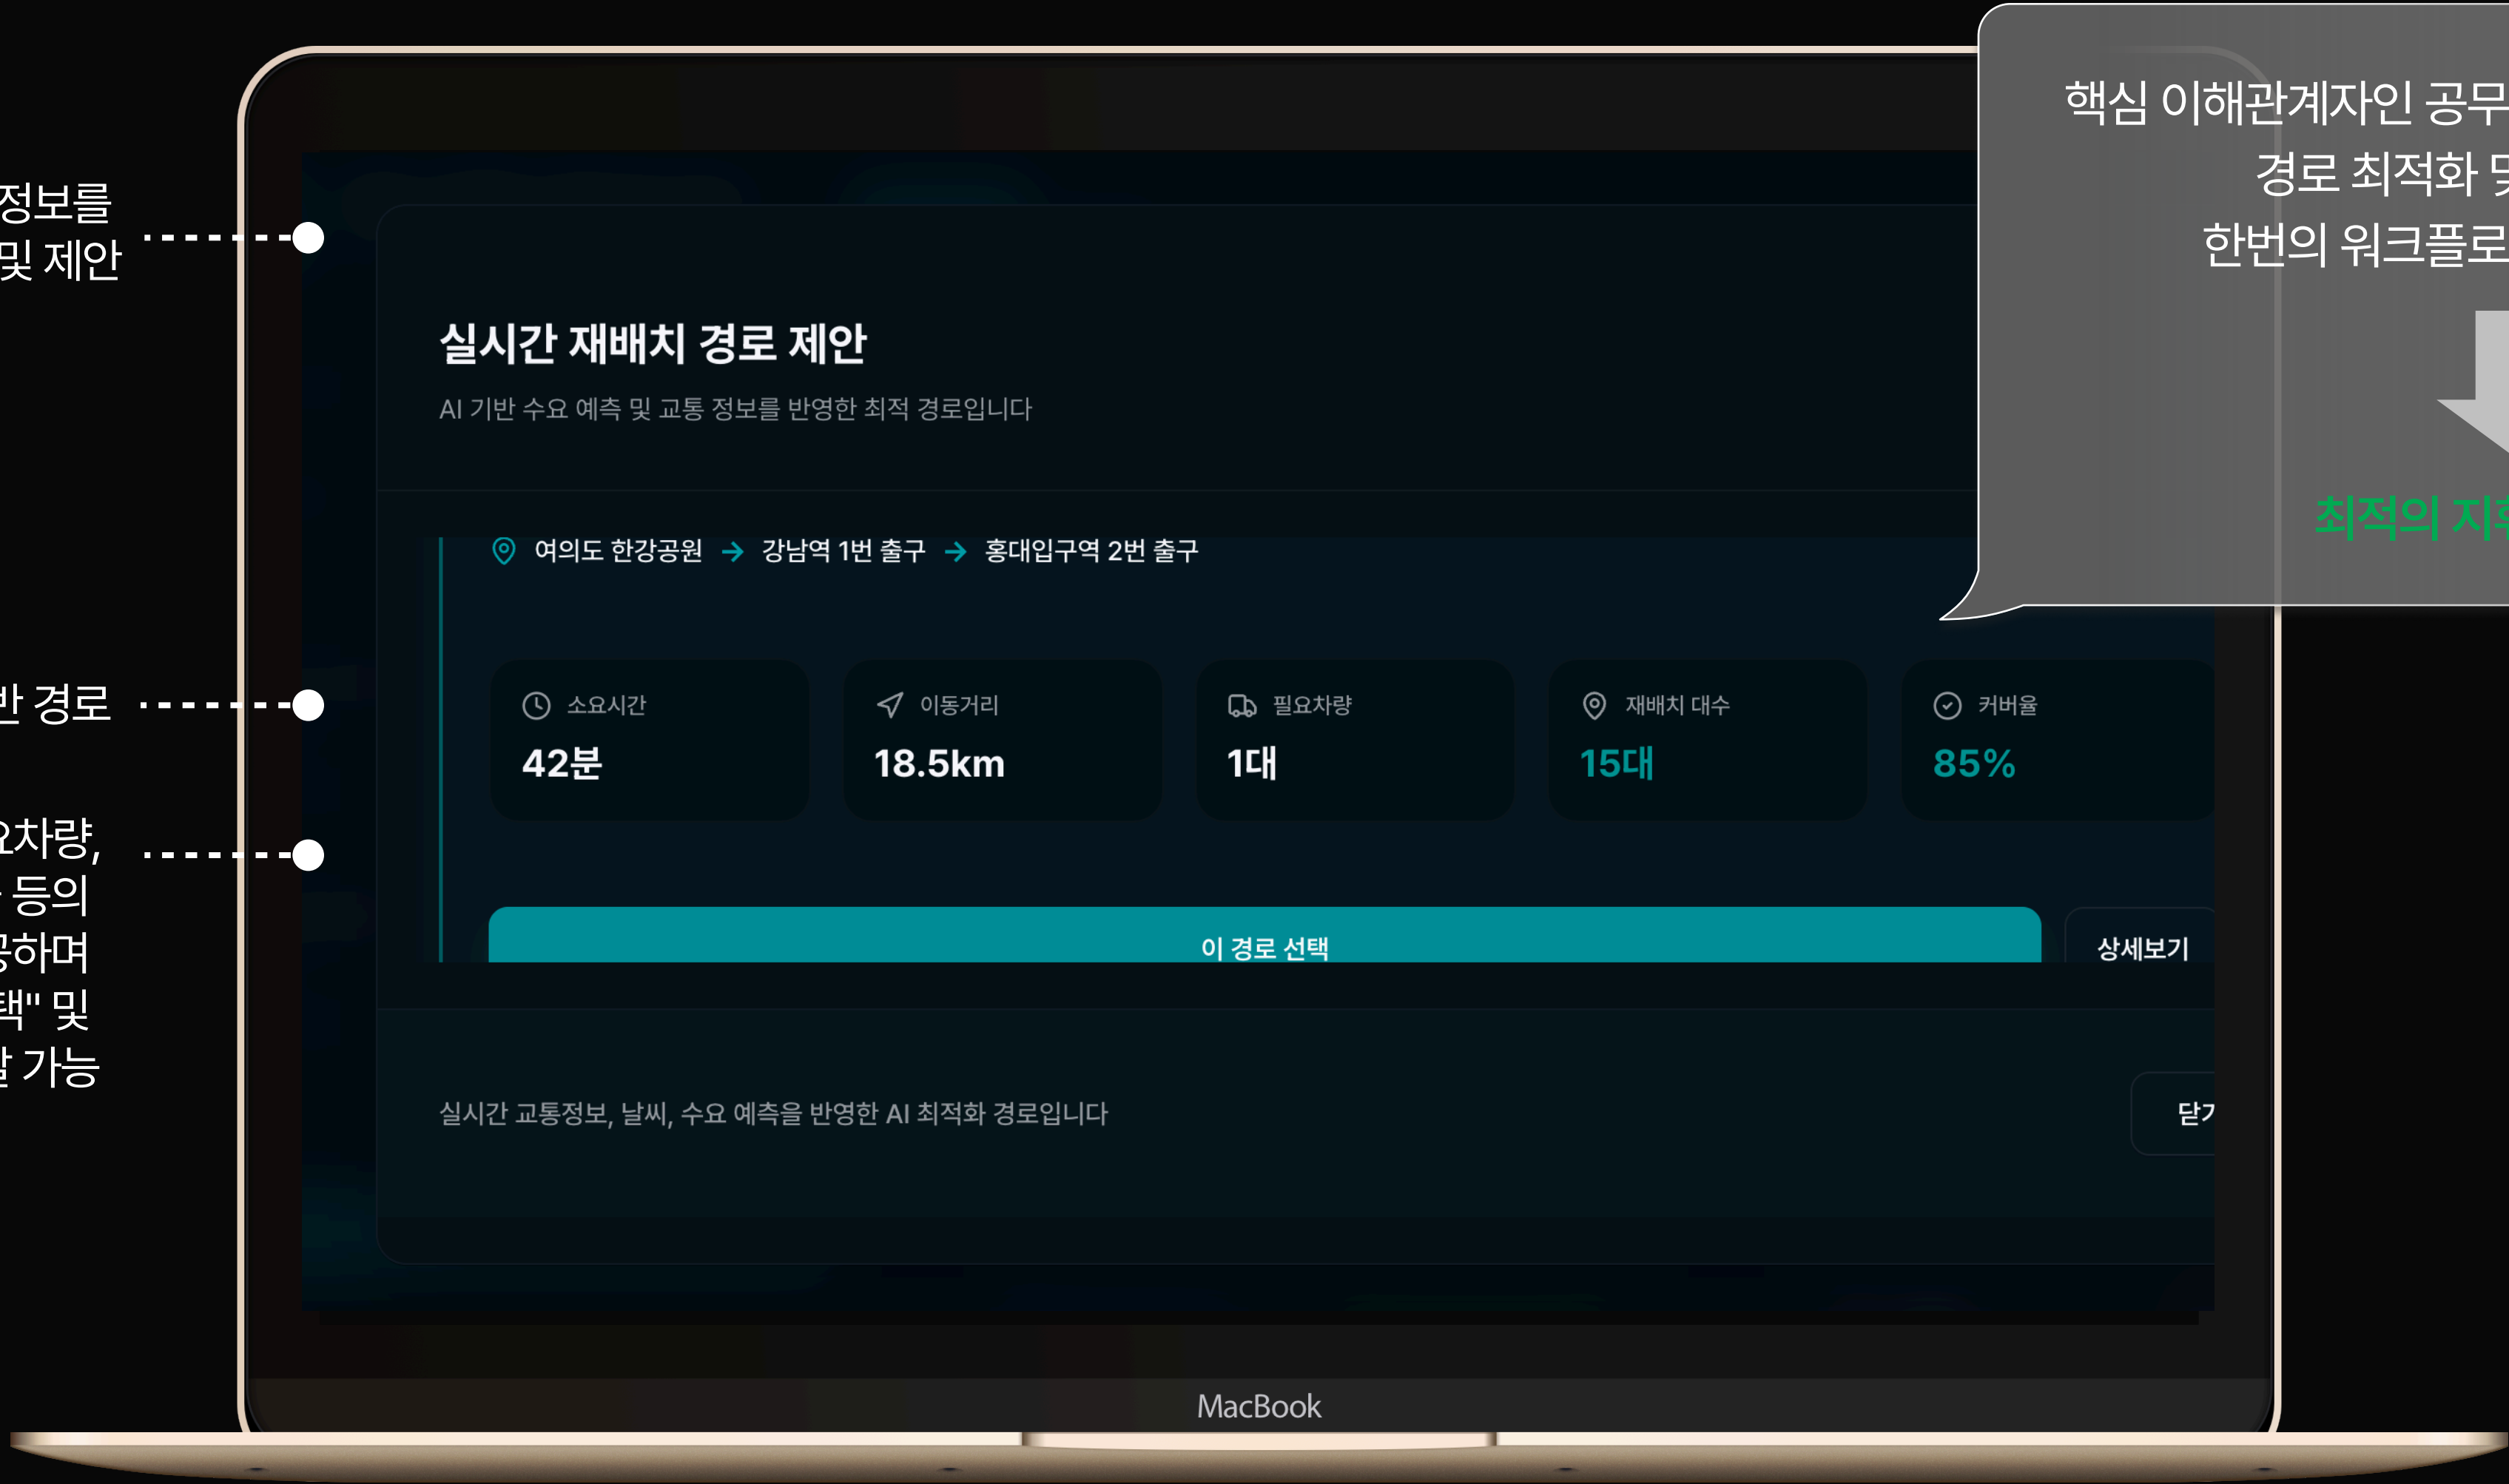 정보를
및 제안
경로
차량,
등의
하며
및
가능
실시간 재배치 경로 제안
AI 기반 수요 예측 및 교통 정보를 반영한 최적 경로입니다
여의도 한강공원 → 강남역 1번 출구 → 홍대입구역 2번 출구
소요시간
42분
이동거리
18.5km
필요차량
1대
재배치 대수
15대
커버율
85%
이 경로 선택
상세보기
실시간 교통정보, 날씨, 수요 예측을 반영한 AI 최적화 경로입니다
MacBook
핵심 이해관계자인 공무
경로 최적화
한번의 워크플로
최적의